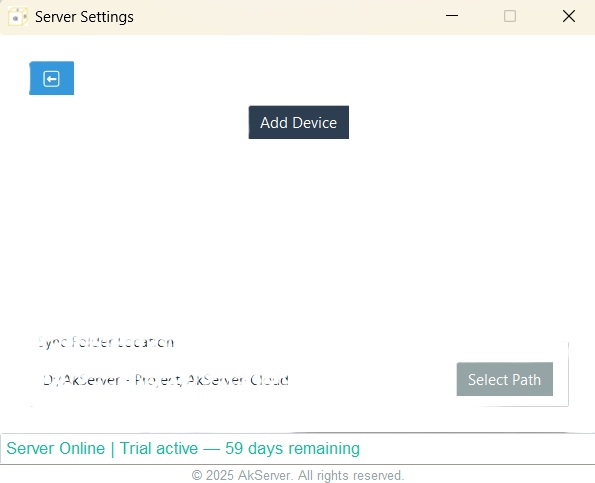 Server Settings
Add Device
Sync Folder Location
D:/AkServer - Project/AkServer Cloud
Select Path
Server Online | Trial active — 59 days remaining
© 2025 AkServer. All rights reserved.